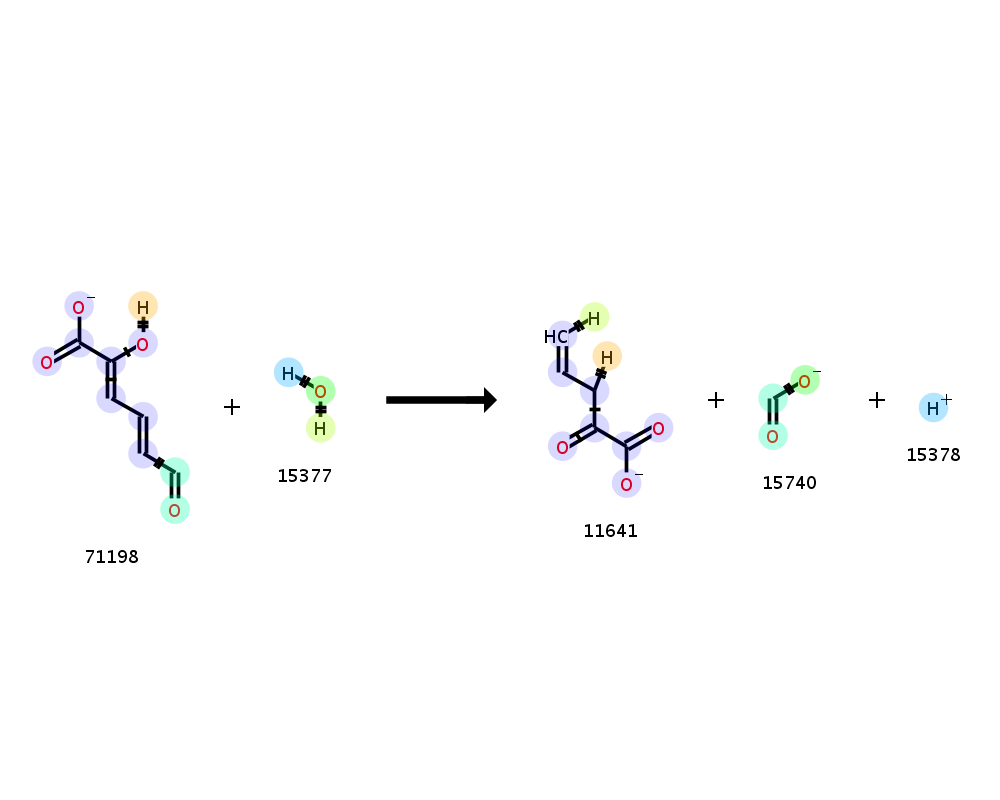 O⁻ H
O O
71198
+
H O
H
15377
HC H
H
O O
O⁻
11641
+
O⁻
O
15740
+
H⁺
15378
O